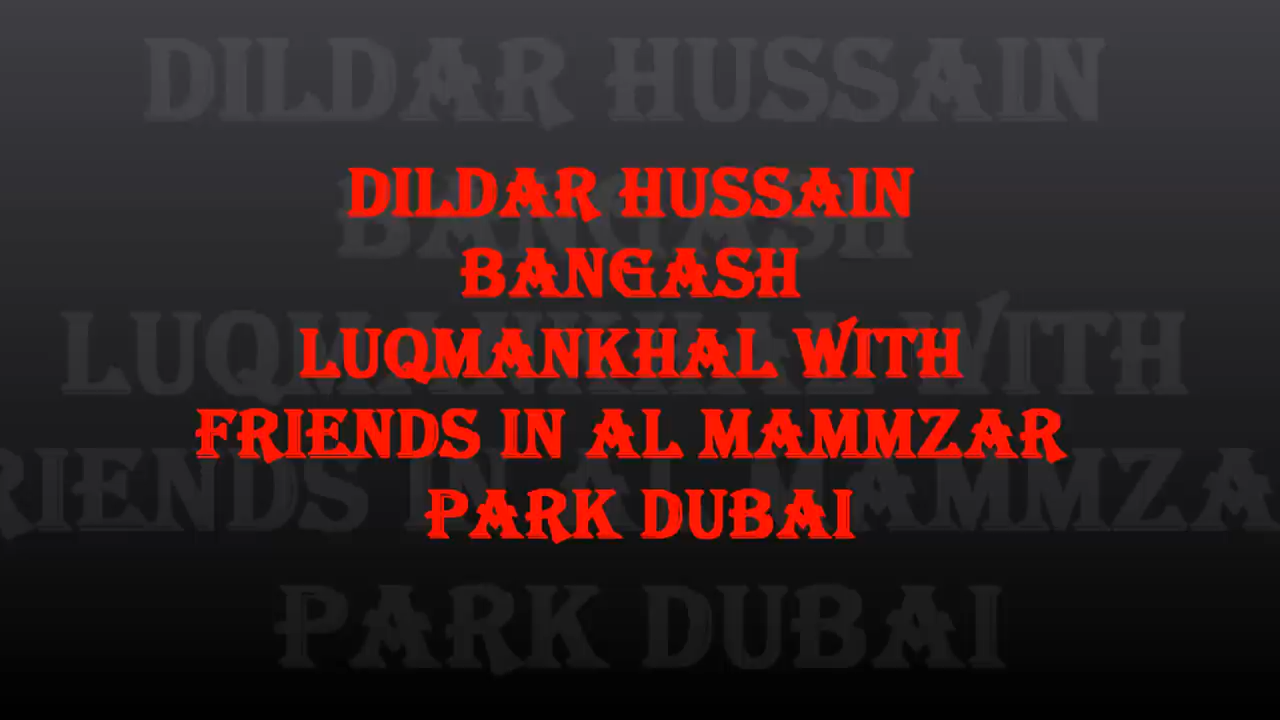 DILDAR HUSSAIN
BANGASH
LUQMANKHAL WITH
FRIENDS IN AL MAMMZAR
PARK DUBAI